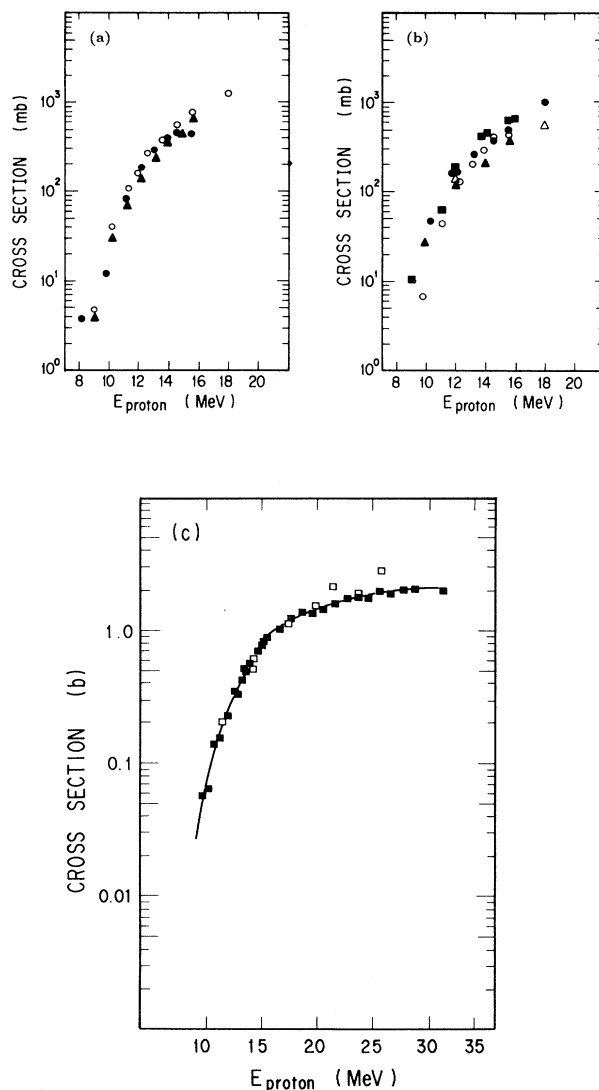 (a)
CROSS SECTION (mb)
10³
10²
10¹
10⁰
8 10 12 14 16 18 20
E proton (MeV)
(b)
CROSS SECTION (mb)
10³
10²
10¹
10⁰
10 12 14 16 18 20
E proton (MeV)
(c)
CROSS SECTION (b)
1.0
0.1
0.01
10 15 20 25 30 35
E proton (MeV)